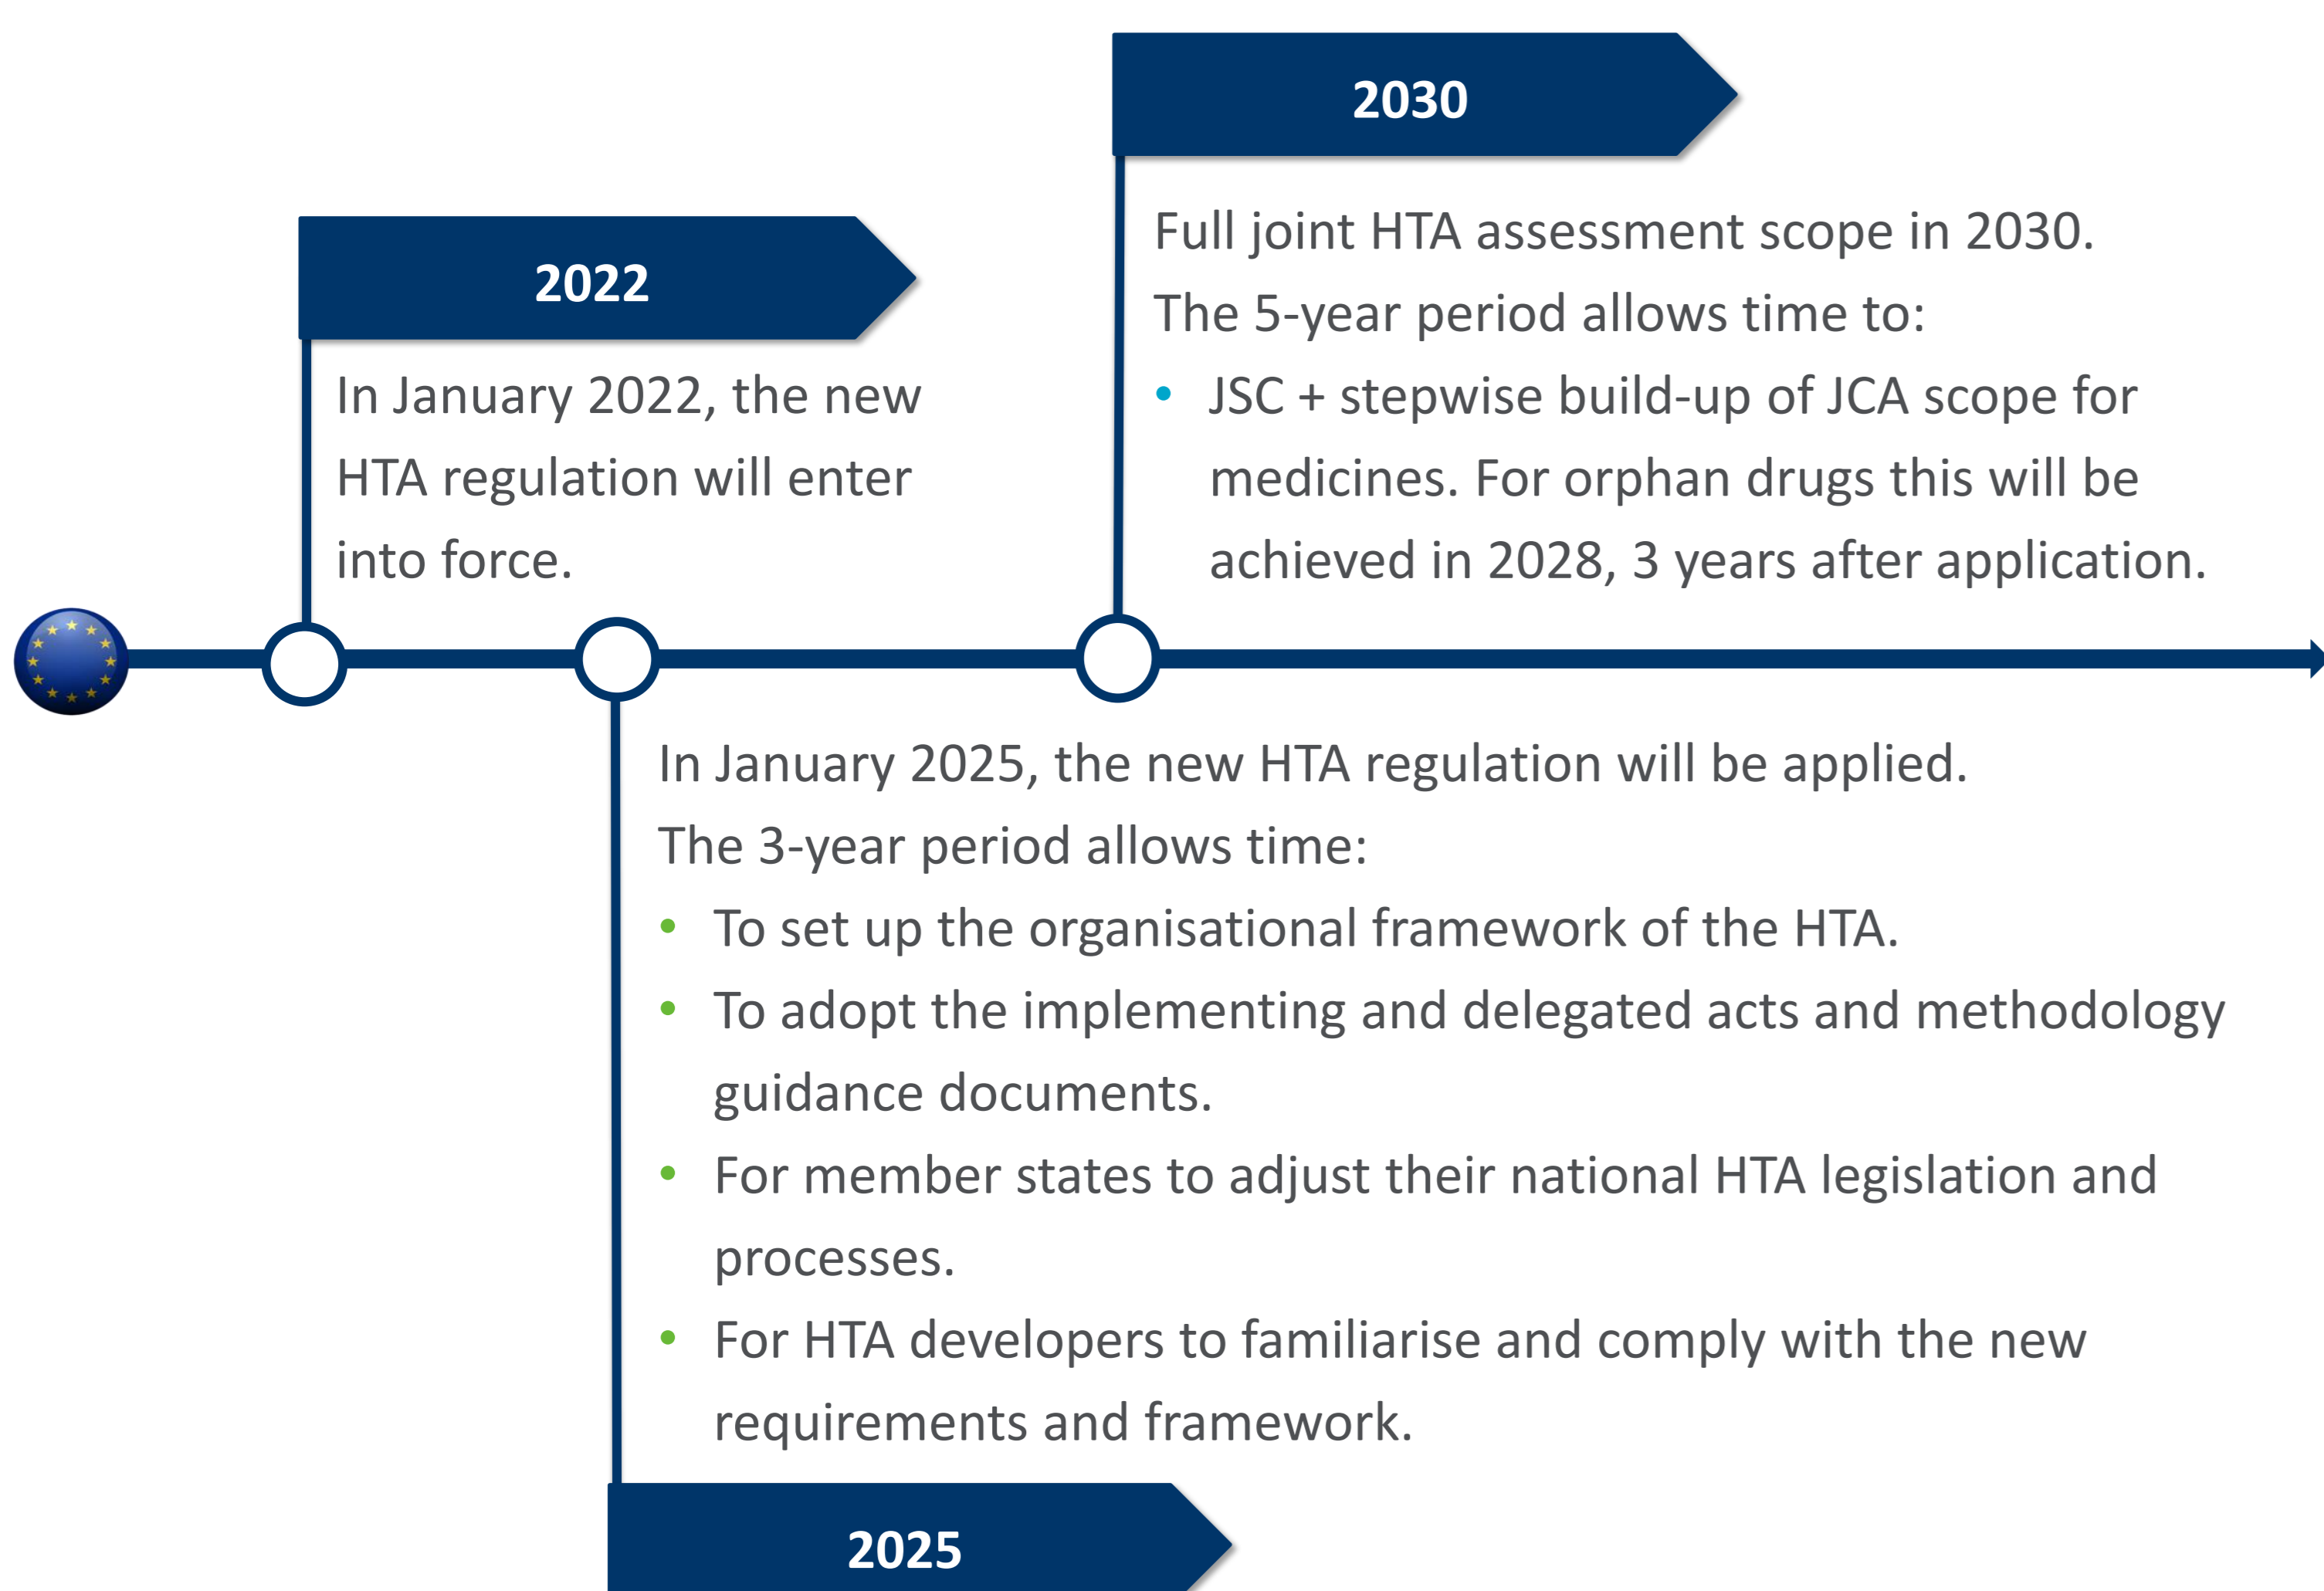 2022
In January 2022, the new
HTA regulation will enter
into force.
2030
Full joint HTA assessment scope in 2030.
The 5-year period allows time to:
• JSC + stepwise build-up of JCA scope for
medicines. For orphan drugs this will be
achieved in 2028, 3 years after application.
In January 2025, the new HTA regulation will be applied.
The 3-year period allows time:
• To set up the organisational framework of the HTA.
• To adopt the implementing and delegated acts and methodology
guidance documents.
• For member states to adjust their national HTA legislation and
processes.
• For HTA developers to familiarise and comply with the new
requirements and framework.
2025